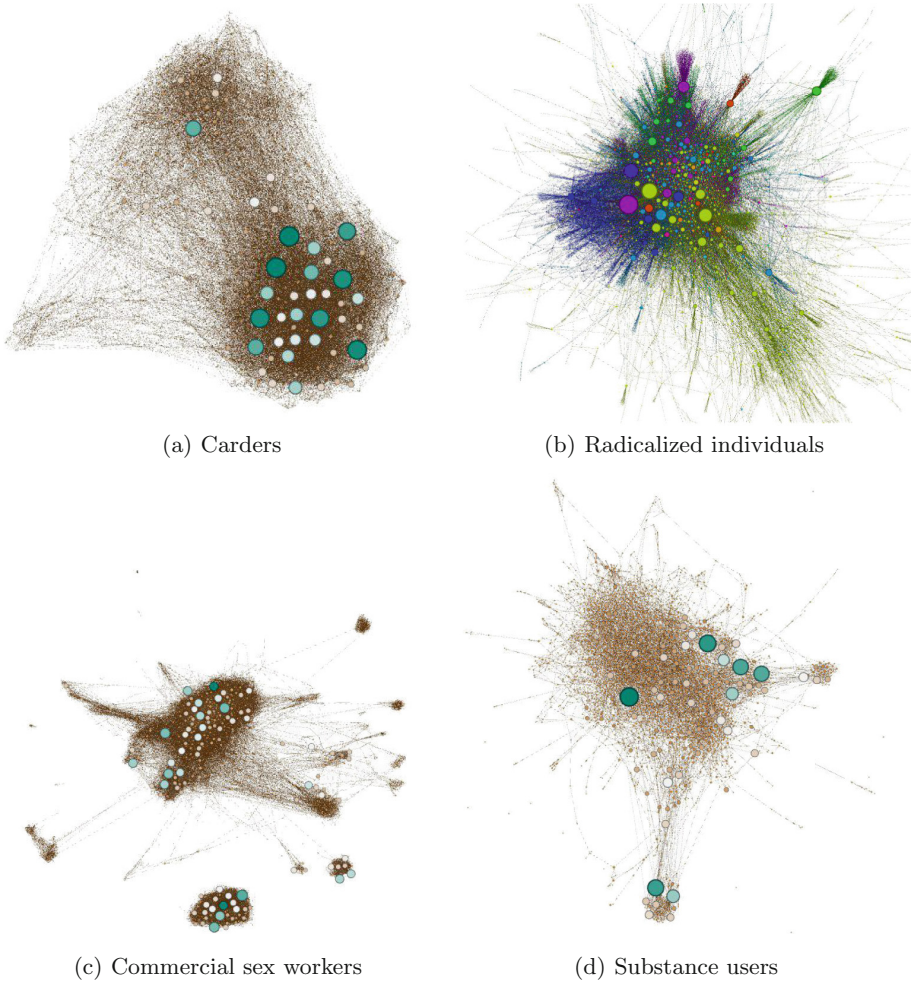 (a) Carders
(b) Radicalized individuals
(c) Commercial sex workers
(d) Substance users